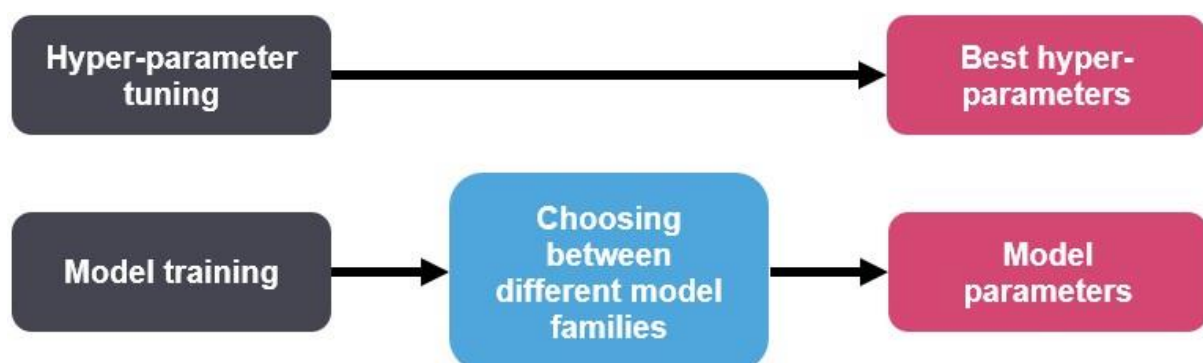 Hyper-parameter
tuning
Best hyper-
parameters
Model training
Choosing
between
different model
families
Model
parameters